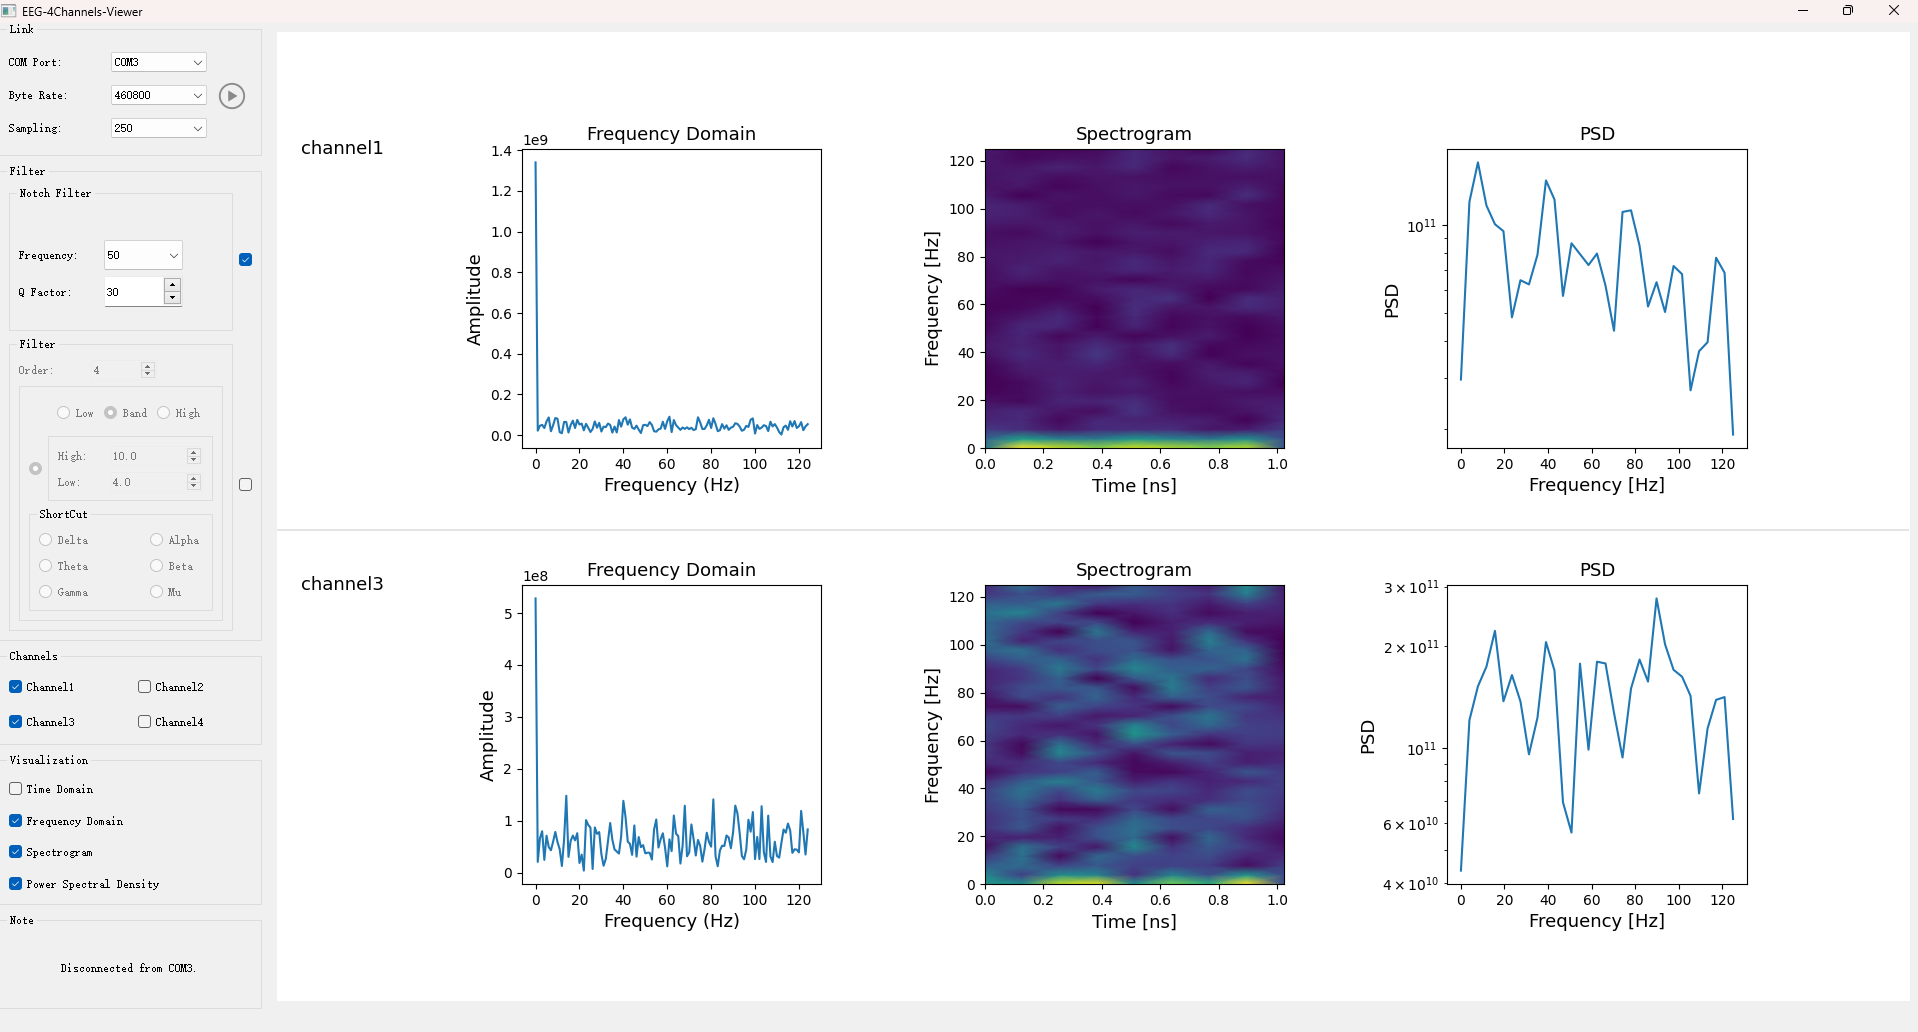 EEG-4Channels-Viewer
Link
COM Port: COM3
Byte Rate: 460800
Sampling: 250
Filter
Notch Filter
Frequency: 50
Q Factor: 30
Filter
Order: 4
Low Band High
High: 10.0
Low: 4.0
ShortCut
Delta Alpha
Theta Beta
Gamma Mu
Channels
Channel1 Channel2
Channel3 Channel4
Visualization
Time Domain
Frequency Domain
Spectrogram
Power Spectral Density
Note
Disconnected from COM3.
channel1
Frequency Domain
1e9
1.4
1.2
1.0
0.8
0.6
0.4
0.2
0.0
Amplitude
0 20 40 60 80 100 120
Frequency (Hz)
Spectrogram
120
100
80
60
40
20
0
Frequency [Hz]
0.0 0.2 0.4 0.6 0.8 1.0
Time [ns]
PSD
10¹¹
PSD
0 20 40 60 80 100 120
Frequency [Hz]
channel3
Frequency Domain
1e8
5
4
3
2
1
0
Amplitude
0 20 40 60 80 100 120
Frequency (Hz)
Spectrogram
120
100
80
60
40
20
0
Frequency [Hz]
0.0 0.2 0.4 0.6 0.8 1.0
Time [ns]
PSD
3 × 10¹¹
2 × 10¹¹
10¹¹
6 × 10¹⁰
4 × 10¹⁰
PSD
0 20 40 60 80 100 120
Frequency [Hz]